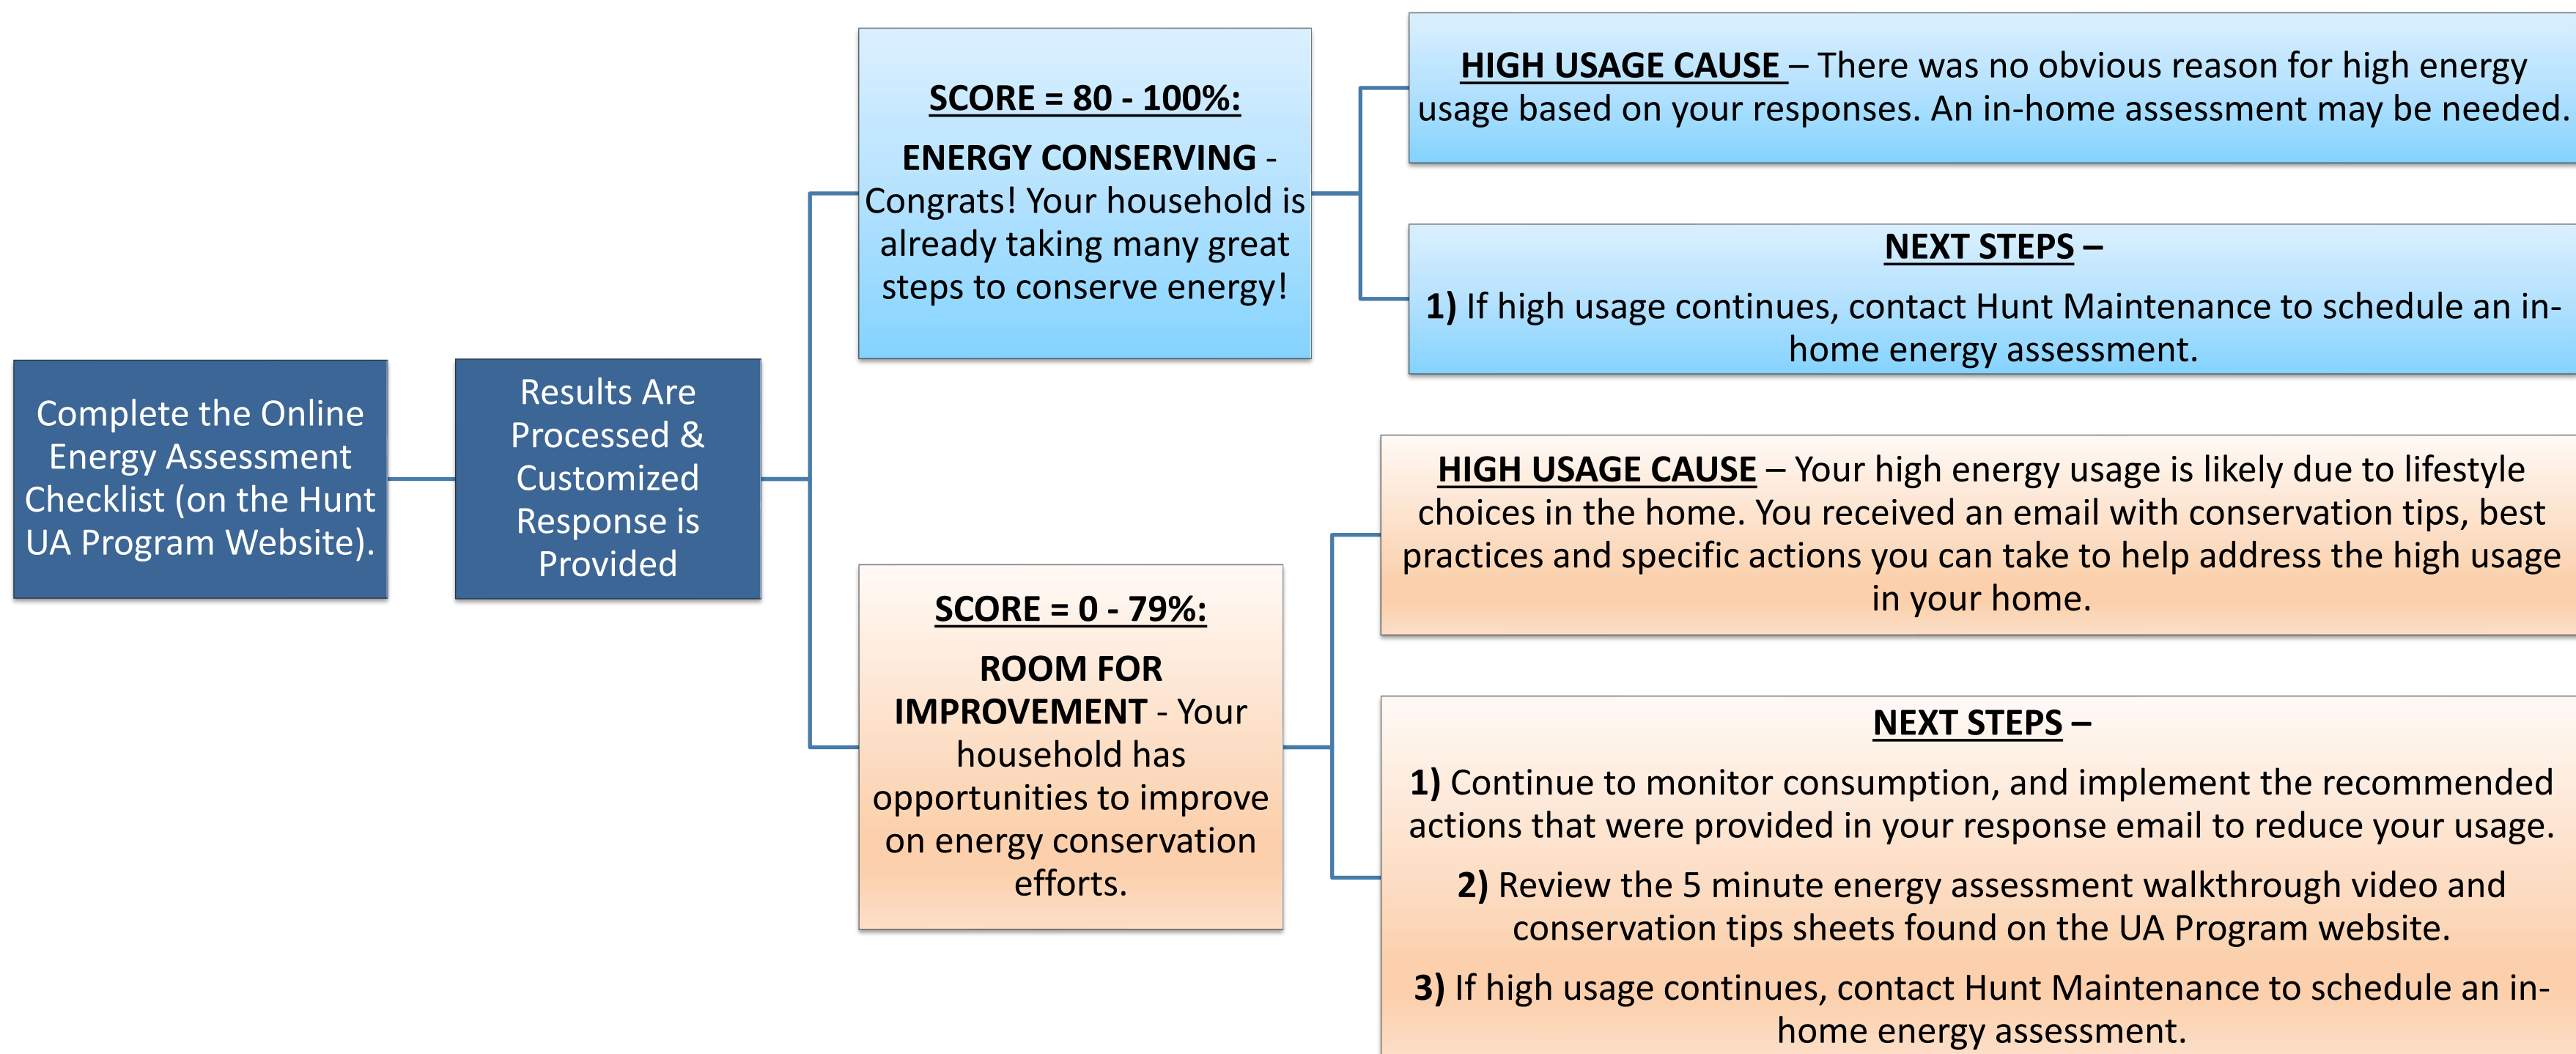 Complete the Online
Energy Assessment
Checklist (on the Hunt
UA Program Website).
Results Are
Processed &
Customized
Response is
Provided
SCORE = 80 - 100%:
ENERGY CONSERVING -
Congrats! Your household is
already taking many great
steps to conserve energy!
HIGH USAGE CAUSE – There was no obvious reason for high energy
usage based on your responses. An in-home assessment may be needed.
NEXT STEPS –
1) If high usage continues, contact Hunt Maintenance to schedule an in-
home energy assessment.
SCORE = 0 - 79%:
ROOM FOR
IMPROVEMENT - Your
household has
opportunities to improve
on energy conservation
efforts.
HIGH USAGE CAUSE – Your high energy usage is likely due to lifestyle
choices in the home. You received an email with conservation tips, best
practices and specific actions you can take to help address the high usage
in your home.
NEXT STEPS –
1) Continue to monitor consumption, and implement the recommended
actions that were provided in your response email to reduce your usage.
2) Review the 5 minute energy assessment walkthrough video and
conservation tips sheets found on the UA Program website.
3) If high usage continues, contact Hunt Maintenance to schedule an in-
home energy assessment.